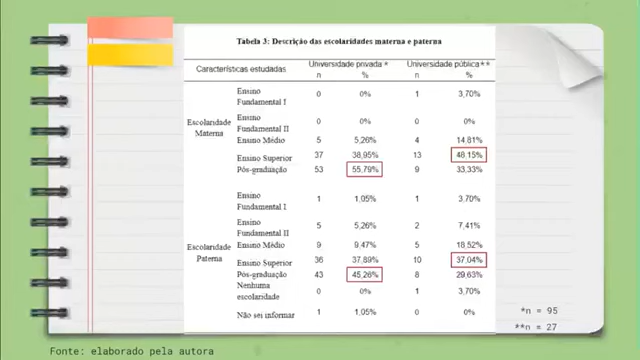 Tabela 3: Descrição das escolaridades materna e paterna
Características estudadas Universidade privada * Universidade pública**
n % n %
Escolaridade Materna
Ensino Fundamental I 0 0% 1 3,70%
Ensino Fundamental II 0 0% 0 0%
Ensino Médio 5 5,26% 4 14,81%
Ensino Superior 37 38,95% 13 48,15%
Pós-graduação 53 55,79% 9 33,33%
Escolaridade Paterna
Ensino Fundamental I 1 1,05% 1 3,70%
Ensino Fundamental II 5 5,26% 2 7,41%
Ensino Médio 9 9,47% 5 18,52%
Ensino Superior 36 37,89% 10 37,04%
Pós-graduação 43 45,26% 8 29,63%
Nenhuma escolaridade 0 0% 1 3,70%
Não sei informar 1 1,05% 0 0%
*n = 95
**n = 27
Fonte: elaborado pela autora